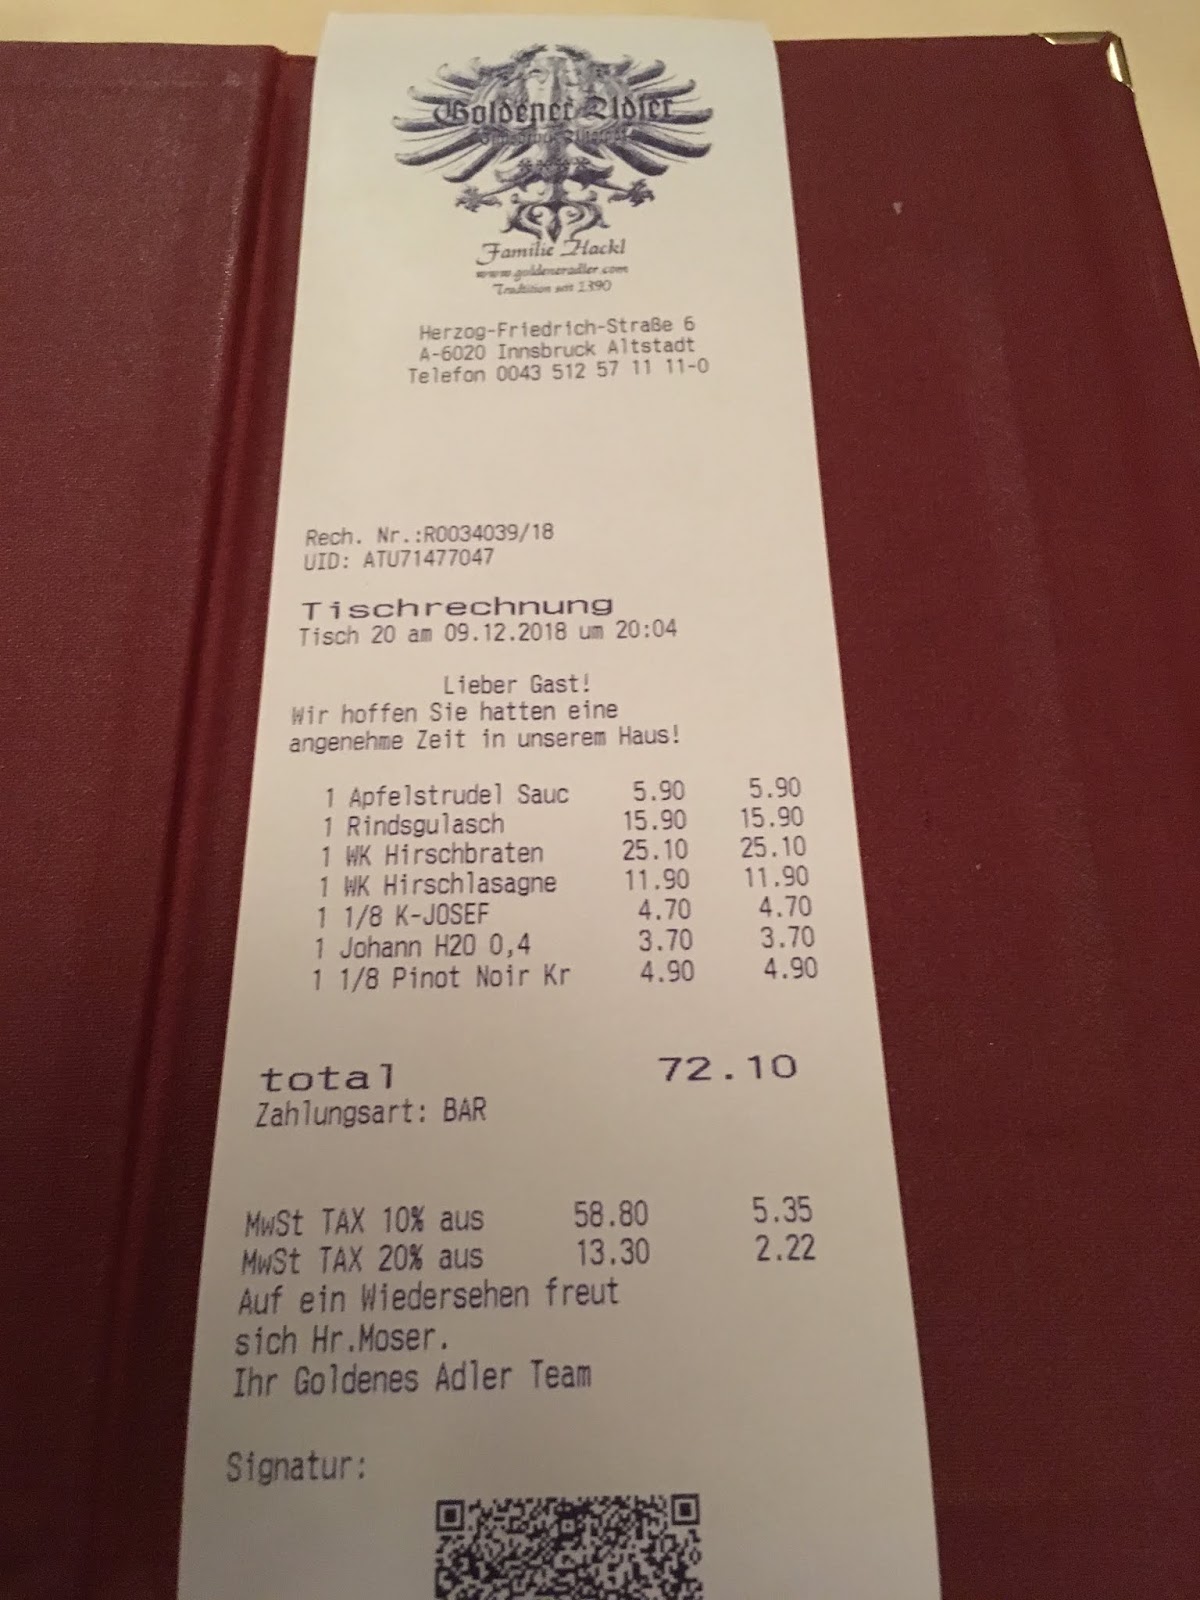 Goldener Adler
Innsbruck Altstadt
Familie Hackl
www.goldeneradler.com
Tradition seit 1390
Herzog-Friedrich-Straße 6
A-6020 Innsbruck Altstadt
Telefon 0043 512 57 11 11-0
Rech. Nr.:R0034039/18
UID: ATU71477047
Tischrechnung
Tisch 20 am 09.12.2018 um 20:04
Lieber Gast!
Wir hoffen Sie hatten eine
angenehme Zeit in unserem Haus!
1 Apfelstrudel Sauc 5.90 5.90
1 Rindsgulasch 15.90 15.90
1 WK Hirschbraten 25.10 25.10
1 WK Hirschlasagne 11.90 11.90
1 1/8 K-JOSEF 4.70 4.70
1 Johann H2O 0,4 3.70 3.70
1 1/8 Pinot Noir Kr 4.90 4.90
total 72.10
Zahlungsart: BAR
MwSt TAX 10% aus 58.80 5.35
MwSt TAX 20% aus 13.30 2.22
Auf ein Wiedersehen freut
sich Hr.Moser.
Ihr Goldenes Adler Team
Signatur: